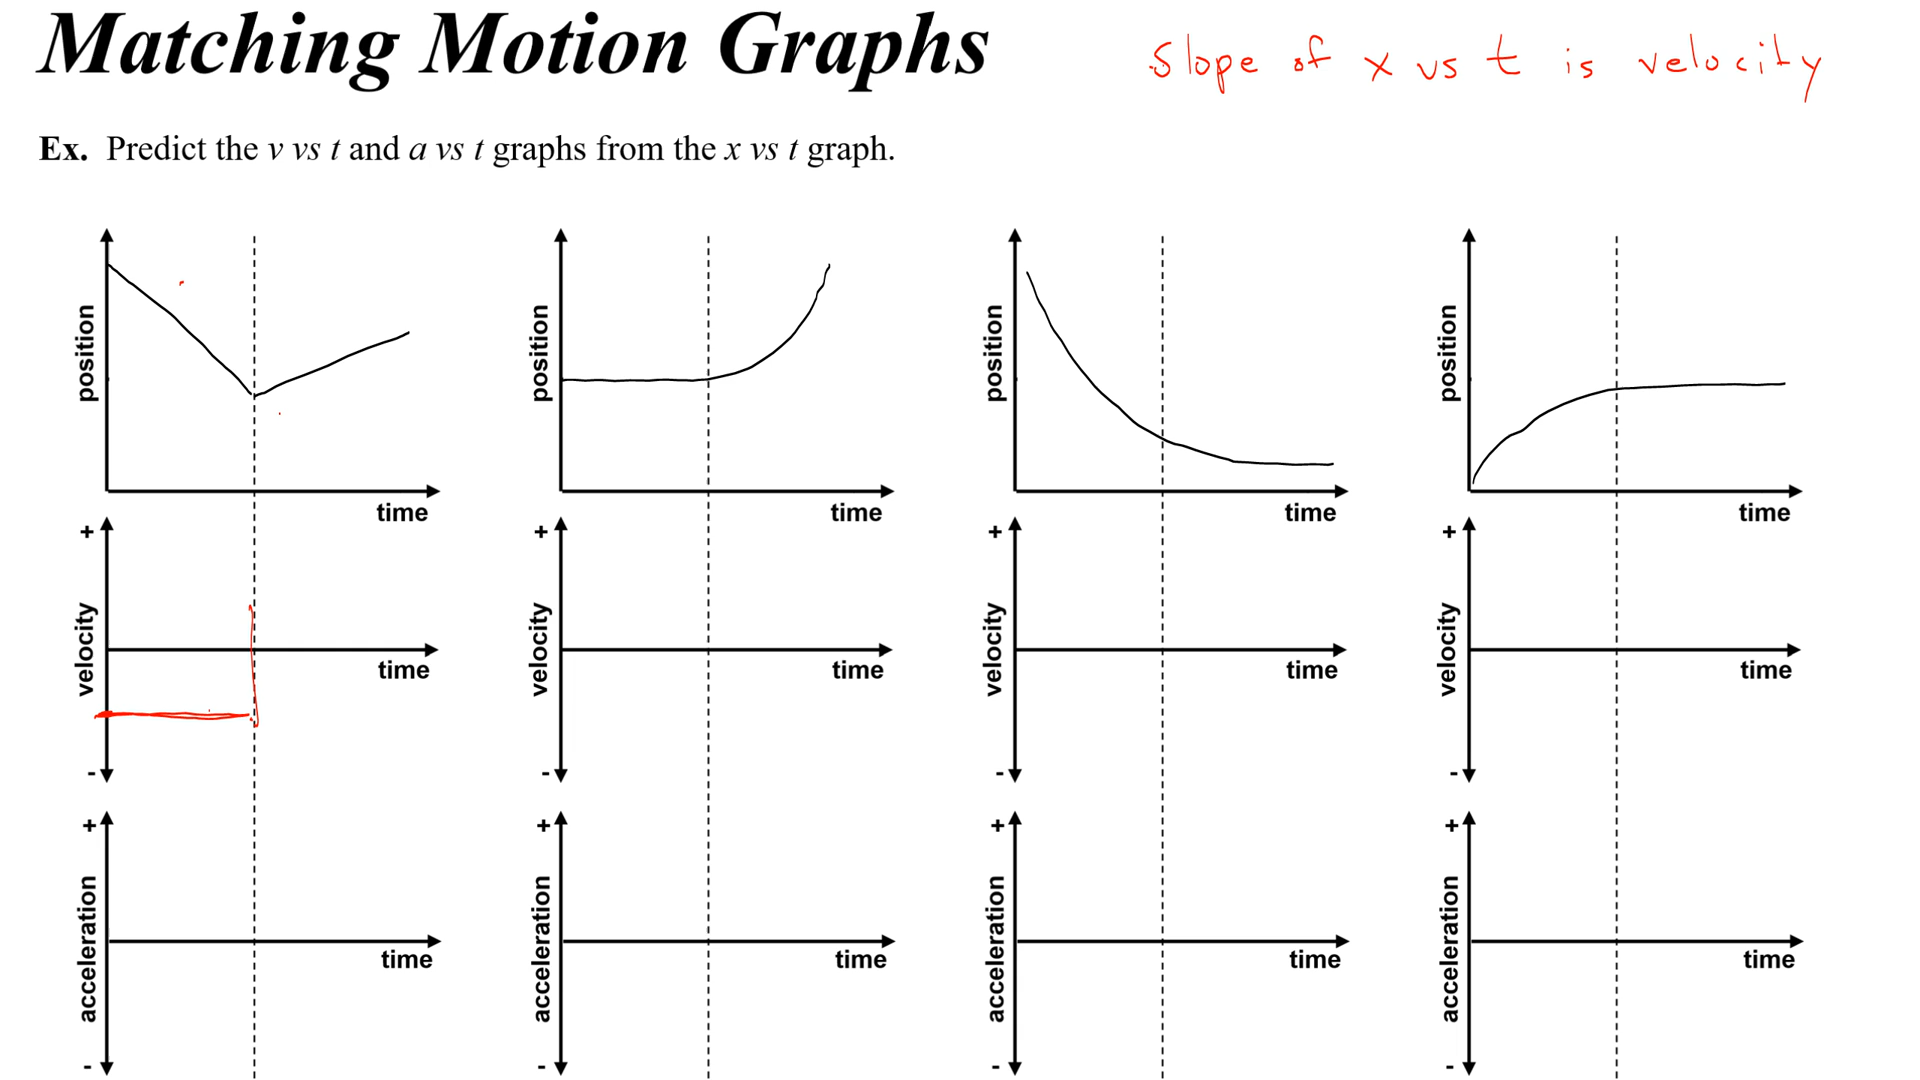 Matching Motion Graphs
slope of x vs t is velocity
Ex. Predict the v vs t and a vs t graphs from the x vs t graph.
position
time
position
time
position
time
position
time
+
velocity
time
-
+
velocity
time
-
+
velocity
time
-
+
velocity
time
-
+
acceleration
time
-
+
acceleration
time
-
+
acceleration
time
-
+
acceleration
time
-